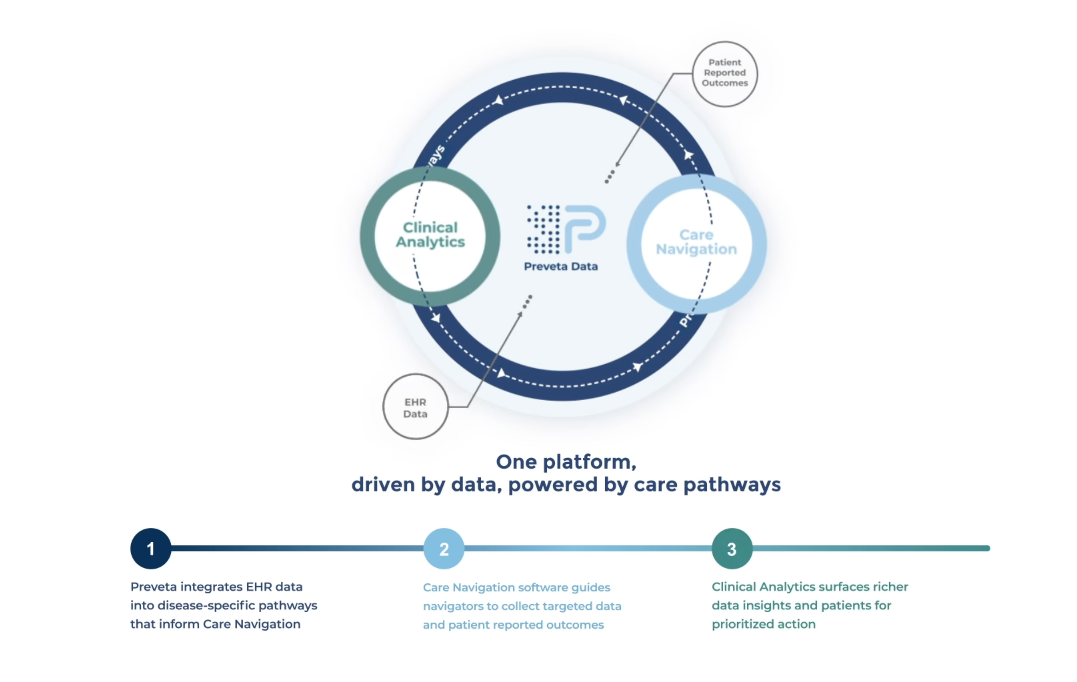 Patient
Reported
Outcomes
Clinical
Analytics
Care
Navigation
Preveta Data
EHR
Data
One platform,
driven by data, powered by care pathways
1
Preveta integrates EHR data
into disease-specific pathways
that inform Care Navigation
2
Care Navigation software guides
navigators to collect targeted data
and patient reported outcomes
3
Clinical Analytics surfaces richer
data insights and patients for
prioritized action